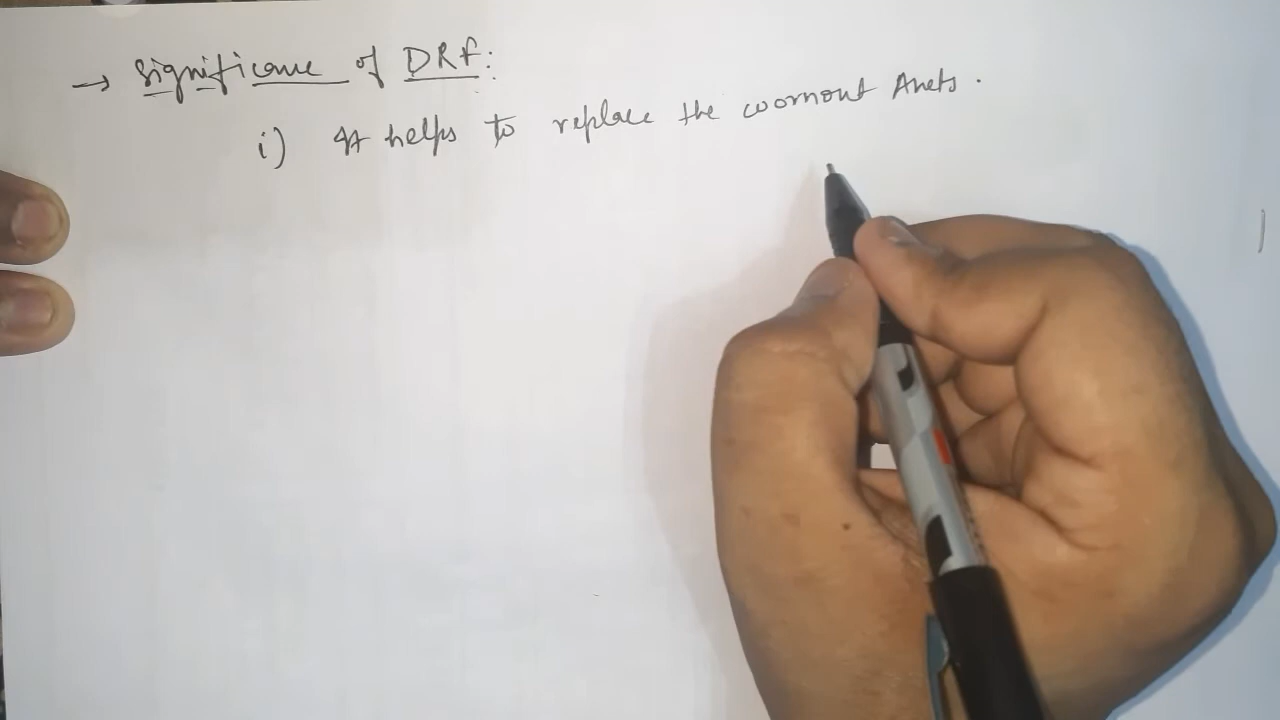 → Significance of DRF:
i) It helps to replace the wornout Assets.